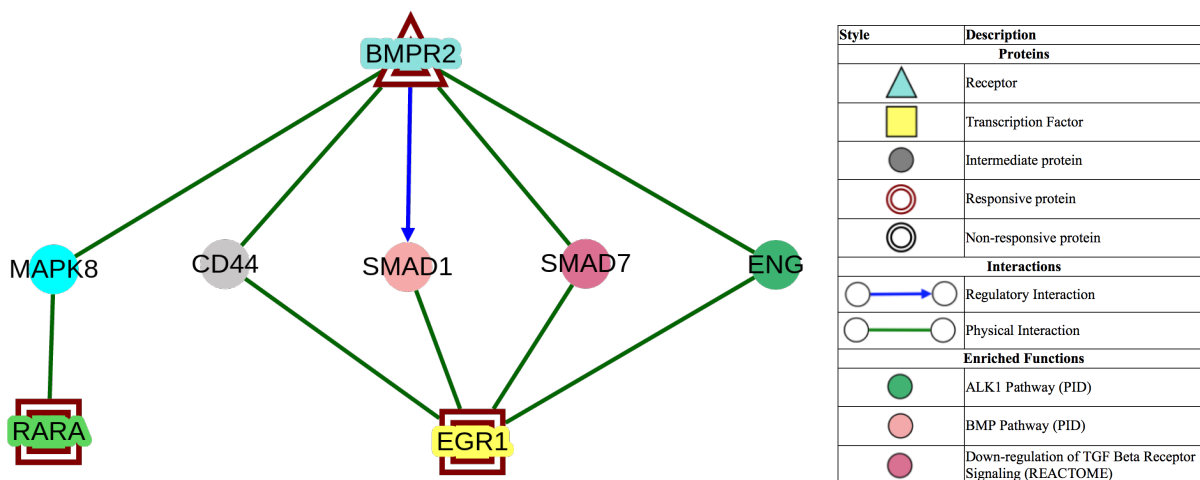 BMPR2
MAPK8
CD44
SMAD1
SMAD7
ENG
RARA
EGR1
Style Description
Proteins
Receptor
Transcription Factor
Intermediate protein
Responsive protein
Non-responsive protein
Interactions
Regulatory Interaction
Physical Interaction
Enriched Functions
ALK1 Pathway (PID)
BMP Pathway (PID)
Down-regulation of TGF Beta Receptor
Signaling (REACTOME)